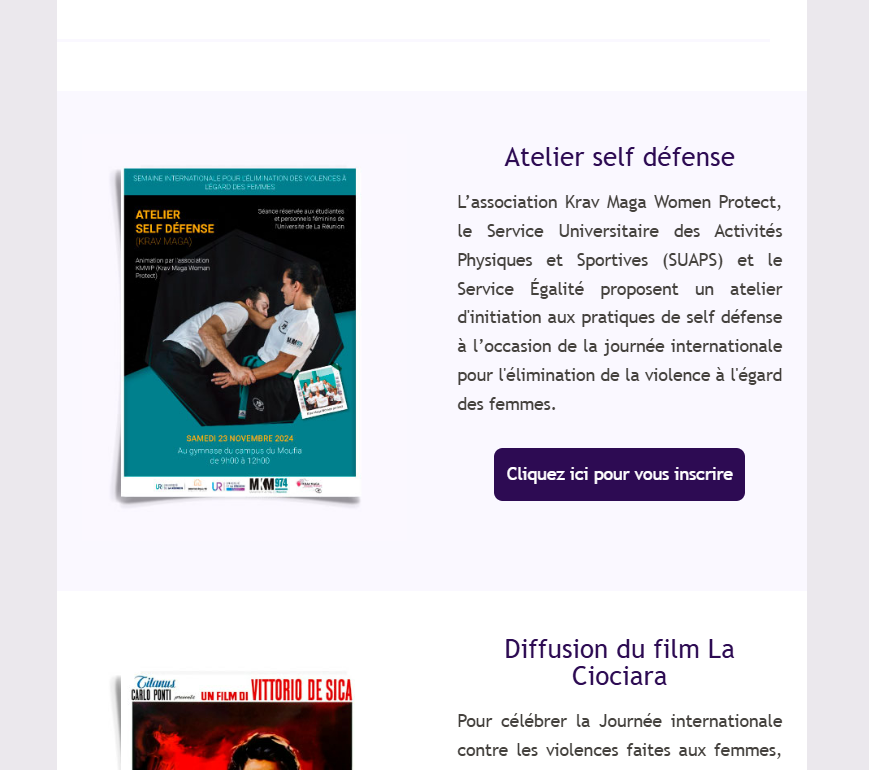 SEMAINE INTERNATIONALE POUR L'ÉLIMINATION DES VIOLENCES À
L'ÉGARD DES FEMMES
ATELIER
SELF DÉFENSE
(KRAV MAGA)
Séance réservée aux étudiantes
et personnels féminins de
l'Université de La Réunion
Animation par l'association
KMWP (Krav Maga Woman
Protect)
SAMEDI 23 NOVEMBRE 2024
Au gymnase du campus du Moufia
de 9h00 à 12h00
UR
UR
MKM974
Atelier self défense
L’association Krav Maga Women Protect,
le Service Universitaire des Activités
Physiques et Sportives (SUAPS) et le
Service Égalité proposent un atelier
d'initiation aux pratiques de self défense
à l’occasion de la journée internationale
pour l'élimination de la violence à l'égard
des femmes.
Cliquez ici pour vous inscrire
Titanus
CARLO PONTI presenta
UN FILM DI VITTORIO DE SICA
Diffusion du film La
Ciociara
Pour célébrer la Journée internationale
contre les violences faites aux femmes,